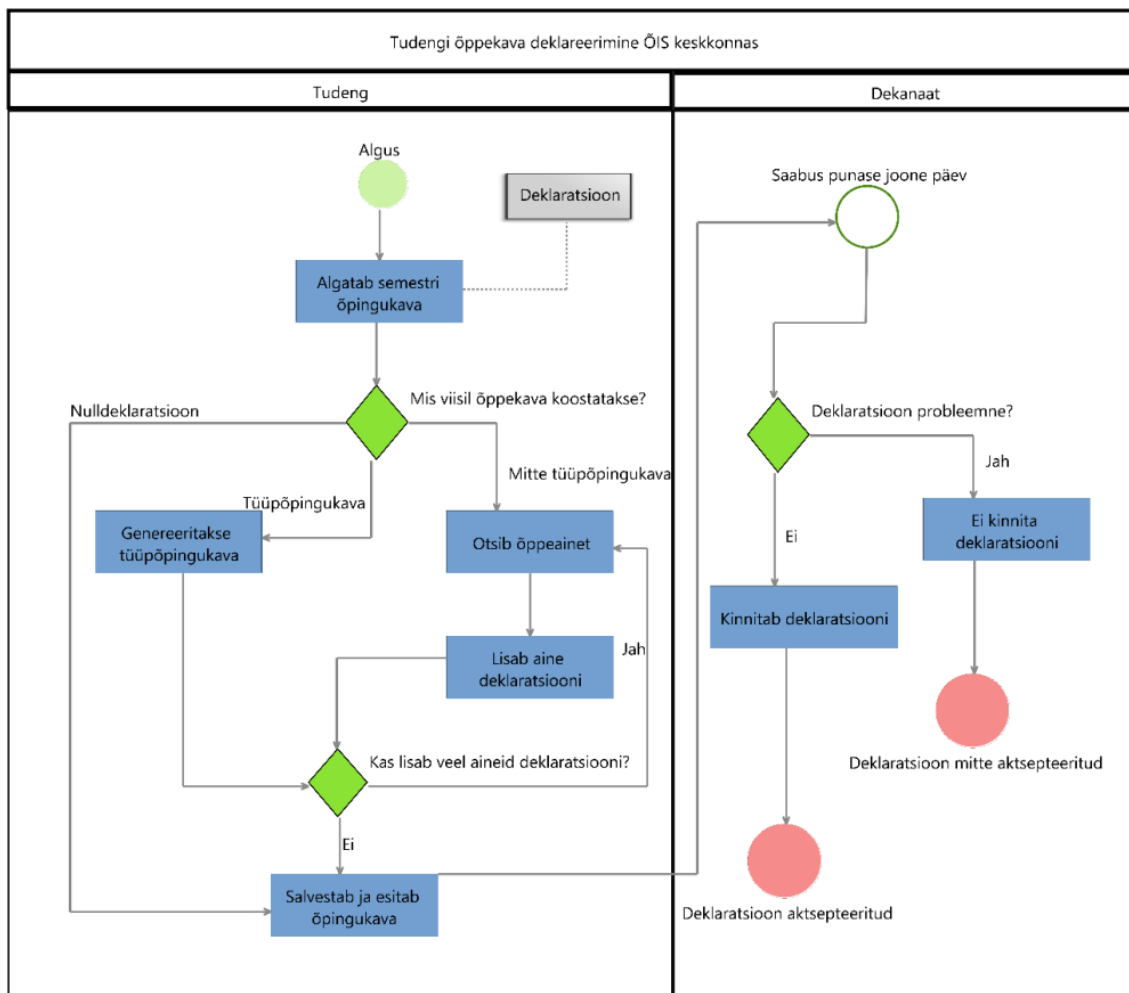 Tudengi õppekava deklareerimine ÕIS keskkonnas
Tudeng
Dekanaat
Algus
Deklaratsioon
Algatab semestri
õpingukava
Mis viisil õppekava koostatakse?
Nulldeklaratsioon
Mitte tüüpõpingukava
Tüüpõpingukava
Genereeritakse
tüüpõpingukava
Otsib õppeainet
Lisab aine
deklaratsiooni
Jah
Kas lisab veel aineid deklaratsiooni?
Ei
Salvestab ja esitab
õpingukava
Saabus punase joone päev
Deklaratsioon probleemne?
Jah
Ei kinnita
deklaratsiooni
Ei
Kinnitab deklaratsiooni
Deklaratsioon mitte aktsepteeritud
Deklaratsioon aktsepteeritud